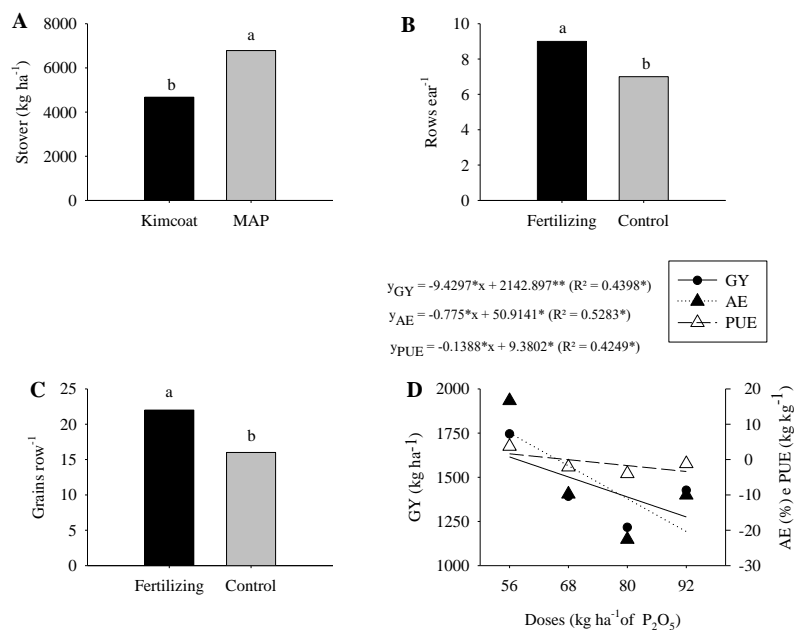 A
Stover (kg ha-1)
8000
6000
4000
2000
0
b
a
Kimcoat MAP
B
Rows ear-1
10
8
6
4
2
0
a
b
Fertilizing Control
yGY = -9.4297*x + 2142.897** (R² = 0.4398*)
yAE = -0.775*x + 50.9141* (R² = 0.5283*)
yPUE = -0.1388*x + 9.3802* (R² = 0.4249*)
GY
AE
PUE
C
Grains row-1
25
20
15
10
5
0
a
b
Fertilizing Control
D
GY (kg ha-1)
2000
1750
1500
1250
1000
20
10
0
-10
-20
-30
AE (%) e PUE (kg kg-1)
56 68 80 92
Doses (kg ha-1of P2O5)